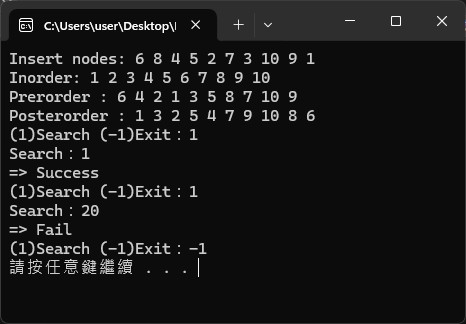 C:\Users\user\Desktop\
Insert nodes: 6 8 4 5 2 7 3 10 9 1
Inorder: 1 2 3 4 5 6 7 8 9 10
Prerorder : 6 4 2 1 3 5 8 7 10 9
Posterorder : 1 3 2 5 4 7 9 10 8 6
(1)Search (-1)Exit：1
Search：1
=> Success
(1)Search (-1)Exit：1
Search：20
=> Fail
(1)Search (-1)Exit：-1
請按任意鍵繼續 . . .